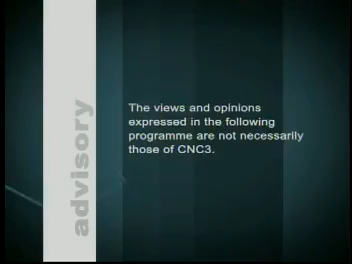 advisory
The views and opinions
expressed in the following
programme are not necessarily
those of CNC3.